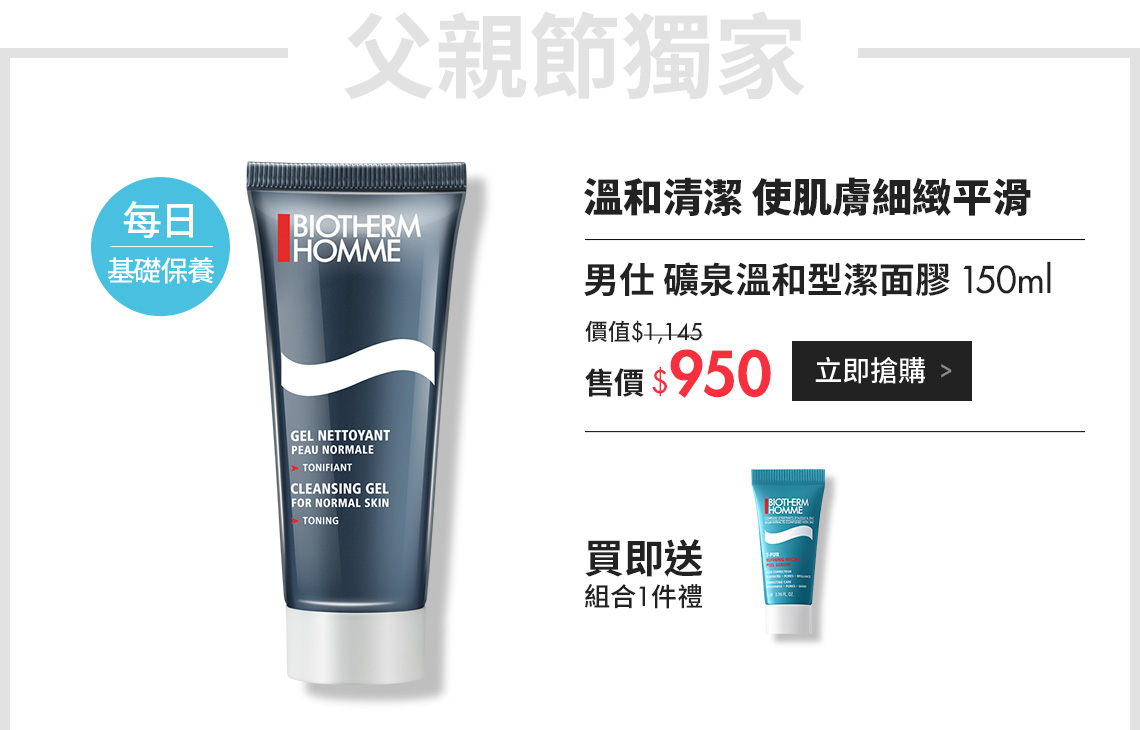 父親節獨家
每日
基礎保養
BIOTHERM
HOMME
GEL NETTOYANT
PEAU NORMALE
TONIFIANT
CLEANSING GEL
FOR NORMAL SKIN
TONING
溫和清潔 使肌膚細緻平滑
男仕 礦泉溫和型潔面膠 150ml
價值$1,145
售價 $950
立即搶購 >
買即送
組合1件禮
BIOTHERM
HOMME
T-PUR